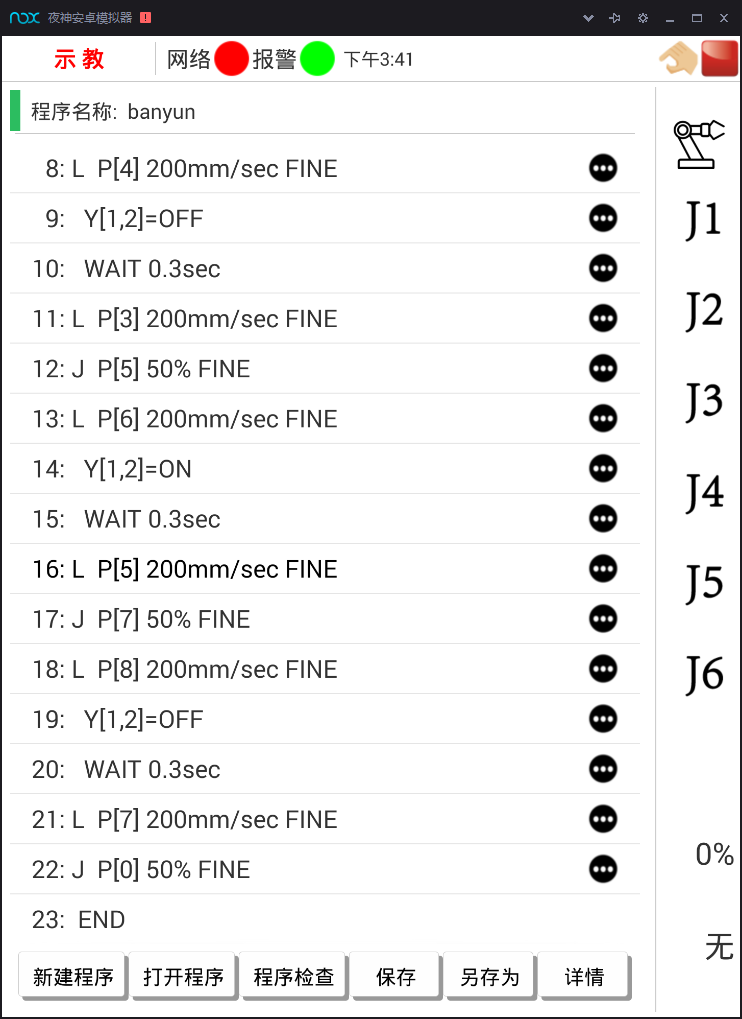 nox 夜神安卓模拟器
示教 网络 报警 下午3:41
程序名称: banyun
8: L P[4] 200mm/sec FINE
9: Y[1,2]=OFF
10: WAIT 0.3sec
11: L P[3] 200mm/sec FINE
12: J P[5] 50% FINE
13: L P[6] 200mm/sec FINE
14: Y[1,2]=ON
15: WAIT 0.3sec
16: L P[5] 200mm/sec FINE
17: J P[7] 50% FINE
18: L P[8] 200mm/sec FINE
19: Y[1,2]=OFF
20: WAIT 0.3sec
21: L P[7] 200mm/sec FINE
22: J P[0] 50% FINE
23: END
新建程序 打开程序 程序检查 保存 另存为 详情
J1
J2
J3
J4
J5
J6
0%
无